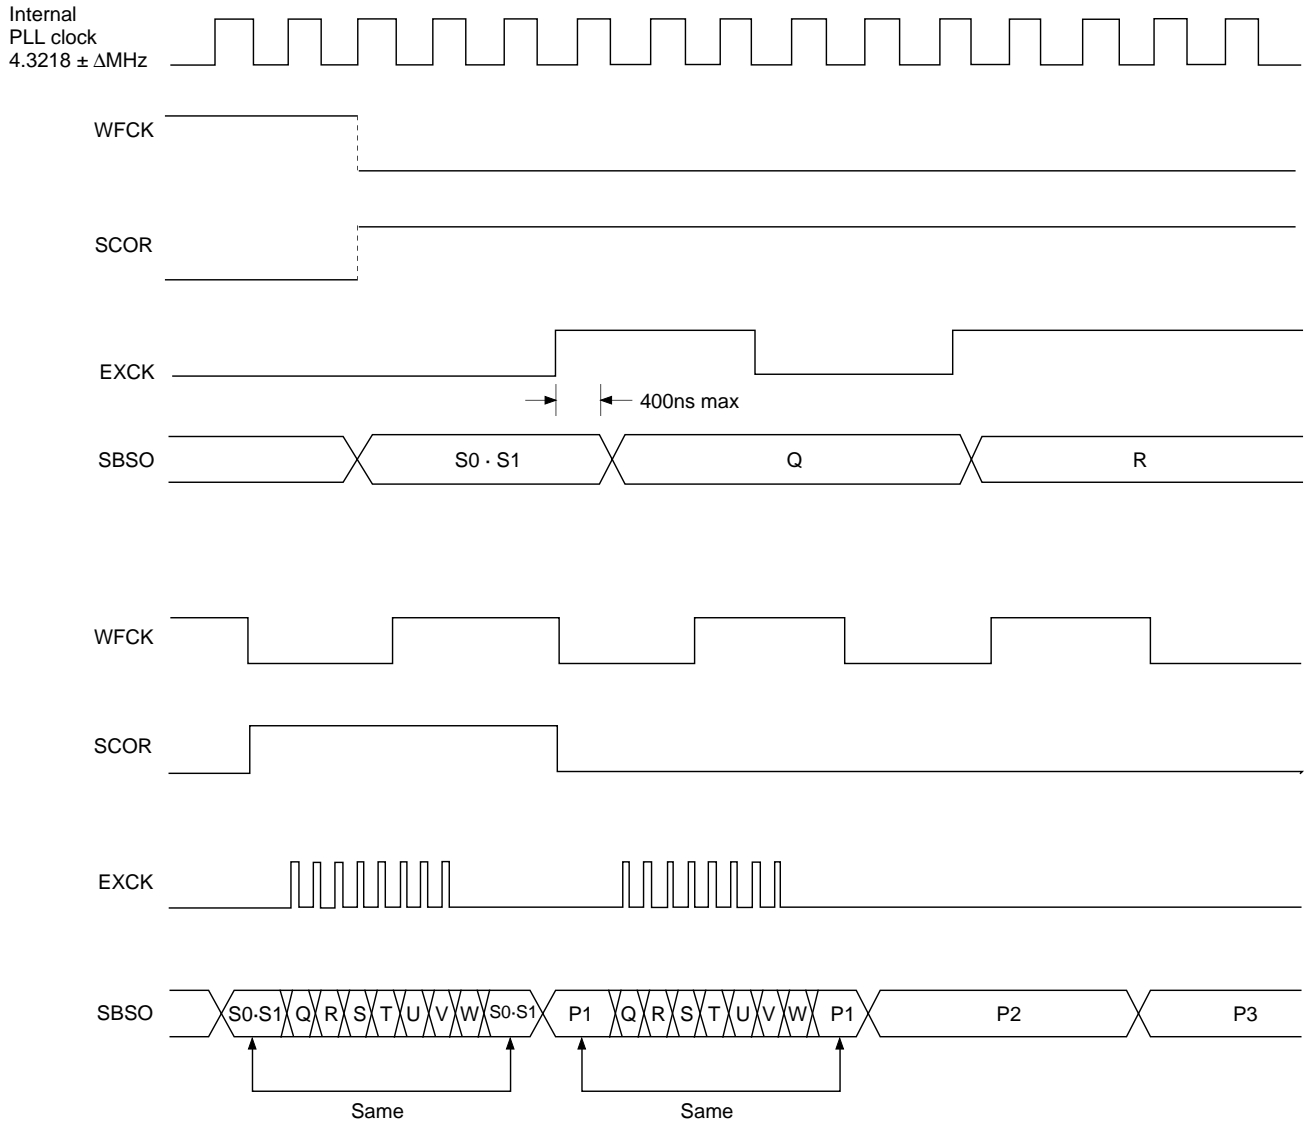 Internal
PLL clock
4.3218 ± ΔMHz
WFCK
SCOR
EXCK
400ns max
SBSO
S0 · S1
Q
R
WFCK
SCOR
EXCK
SBSO
S0·S1 Q R S T U V W S0·S1 P1 Q R S T U V W P1 P2 P3
Same
Same